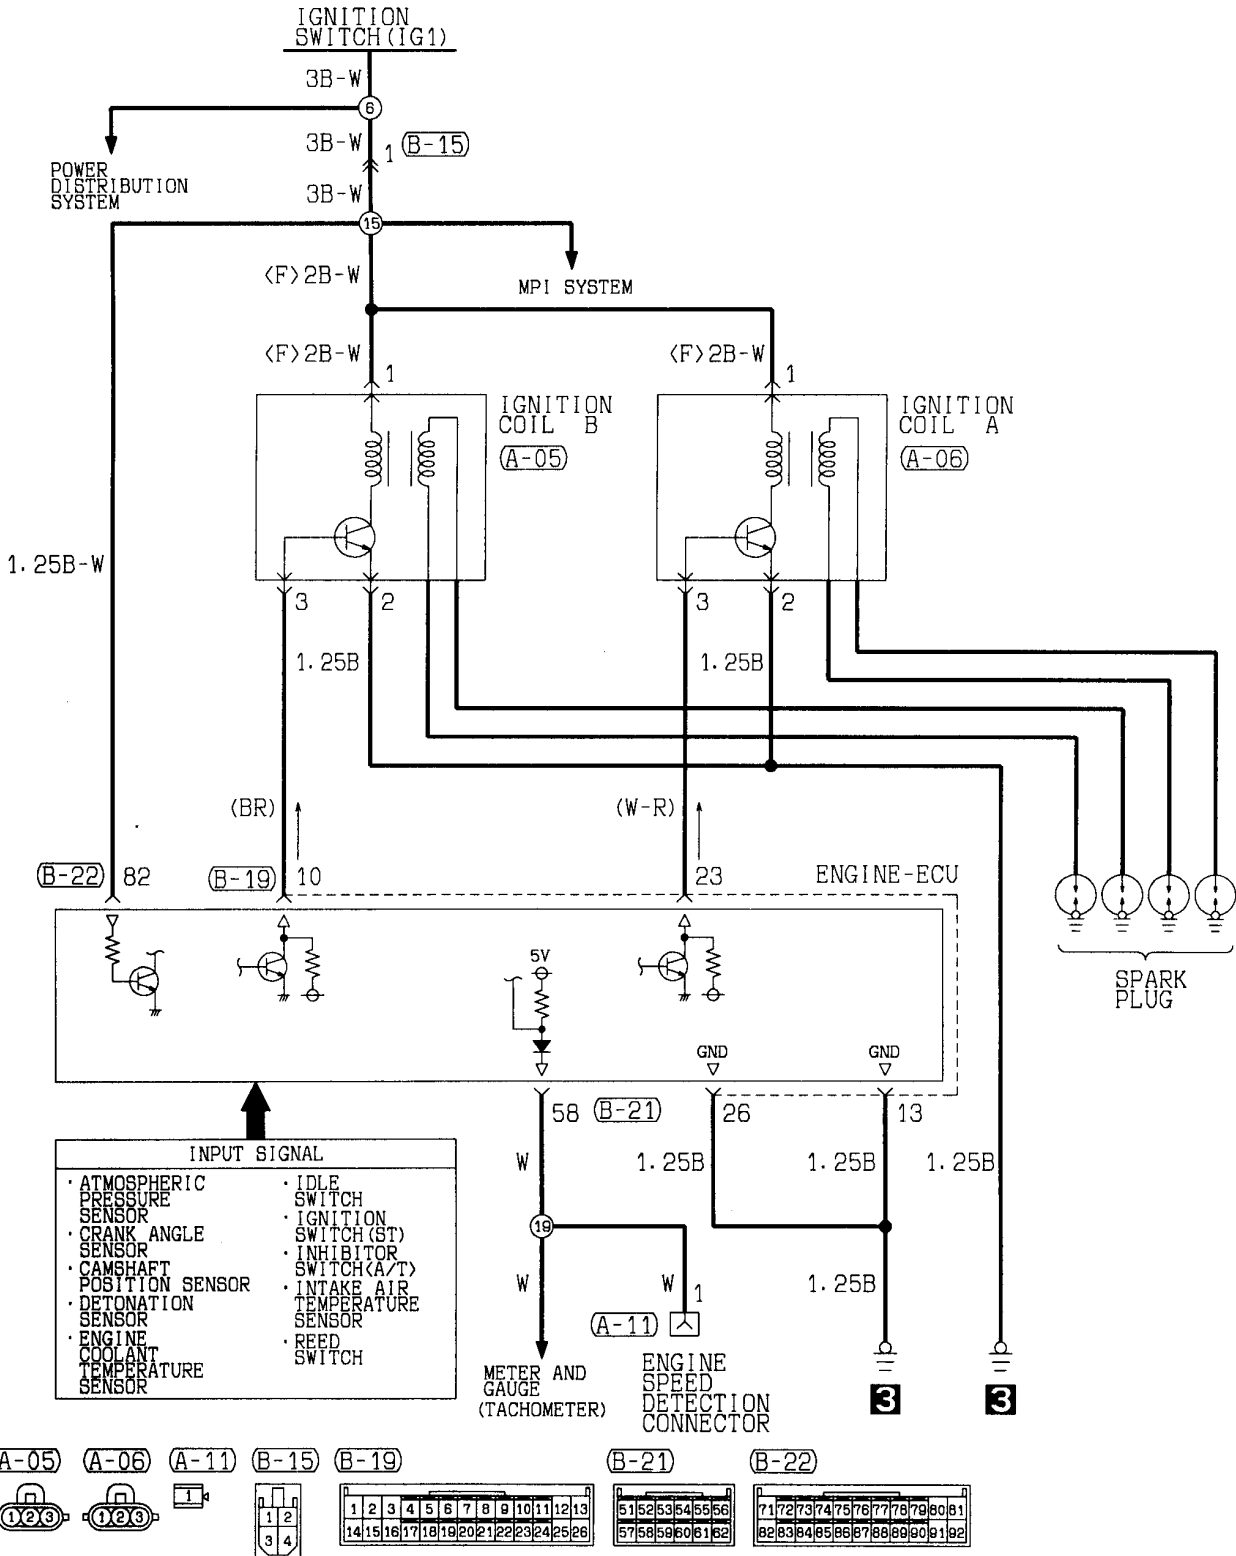 IGNITION
SWITCH(IG1)
3B-W
6
3B-W
1
(B-15)
POWER
DISTRIBUTION
SYSTEM
3B-W
15
<F>2B-W
MPI SYSTEM
<F>2B-W
1
<F>2B-W
1
IGNITION
COIL B
(A-05)
IGNITION
COIL A
(A-06)
1.25B-W
3
2
3
2
1.25B
1.25B
(BR)
(W-R)
(B-22)
82
(B-19)
10
23
ENGINE-ECU
5V
SPARK
PLUG
GND
GND
58
(B-21)
26
13
INPUT SIGNAL
· ATMOSPHERIC
PRESSURE
SENSOR
· CRANK ANGLE
SENSOR
· CAMSHAFT
POSITION SENSOR
· DETONATION
SENSOR
· ENGINE
COOLANT
TEMPERATURE
SENSOR
· IDLE
SWITCH
· IGNITION
SWITCH(ST)
· INHIBITOR
SWITCH<A/T>
· INTAKE AIR
TEMPERATURE
SENSOR
· REED
SWITCH
W
1.25B
1.25B
1.25B
19
W
W
1
1.25B
(A-11)
METER AND
GAUGE
(TACHOMETER)
ENGINE
SPEED
DETECTION
CONNECTOR
3
3
A-05)
(A-06)
(A-11)
(B-15)
(B-19)
(B-21)
(B-22)
1 2 3
1 2 3
1
1 2
3 4
1 2 3 4 5 6 7 8 9 10 11 12 13
14 15 16 17 18 19 20 21 22 23 24 25 26
51 52 53 54 55 56
57 58 59 60 61 62
71 72 73 74 75 76 77 78 79 80 81
82 83 84 85 86 87 88 89 90 91 92